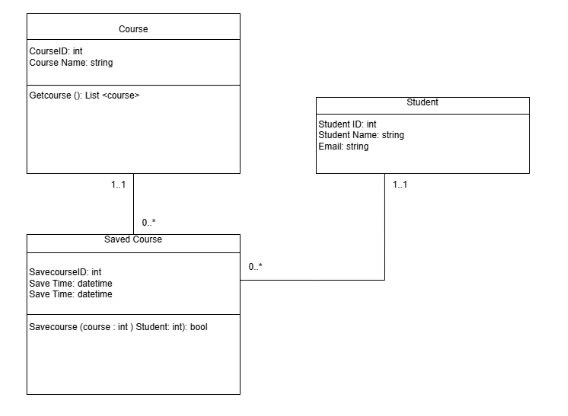 Course
CourseID: int
Course Name: string
Getcourse (): List <course>
Student
Student ID: int
Student Name: string
Email: string
1..1
1..1
0..*
Saved Course
0..*
SavecourseID: int
Save Time: datetime
Save Time: datetime
Savecourse (course : int ) Student: int): bool